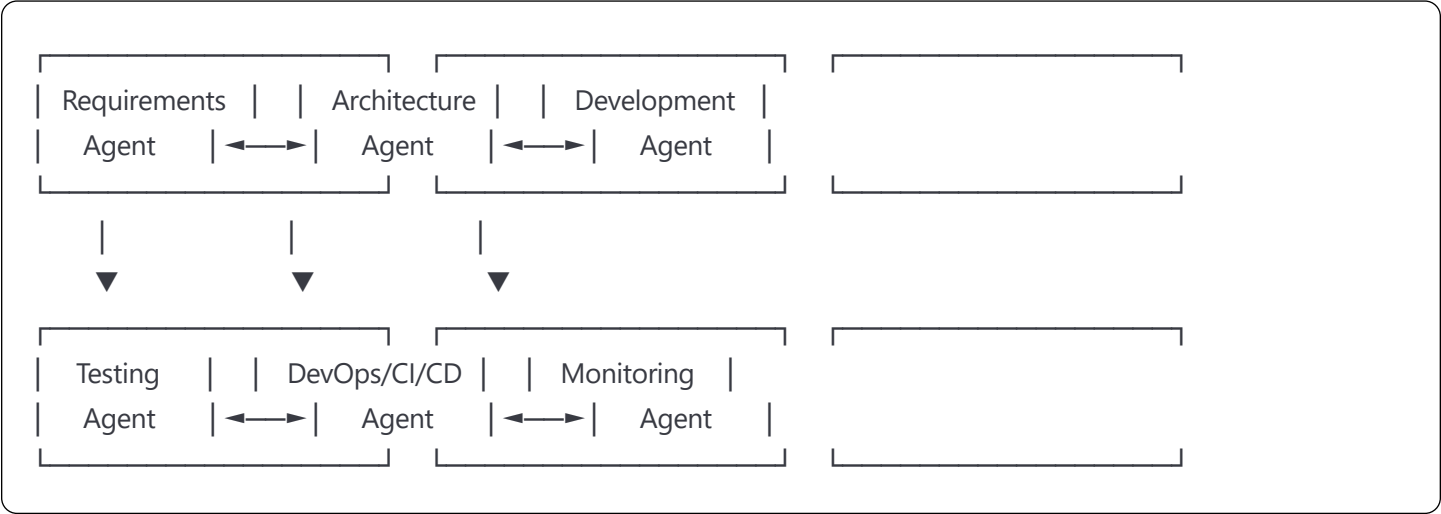 ┌──────────────────┐ ┌──────────────────┐ ┌──────────────────┐
│ Requirements │ │ Architecture │ │ Development │
│ Agent │◄──►│ Agent │◄──►│ Agent │
└──────────────────┘ └──────────────────┘ └──────────────────┘
│ │ │
▼ ▼ ▼
┌──────────────────┐ ┌──────────────────┐ ┌──────────────────┐
│ Testing │ │ DevOps/CI/CD │ │ Monitoring │
│ Agent │◄──►│ Agent │◄──►│ Agent │
└──────────────────┘ └──────────────────┘ └──────────────────┘